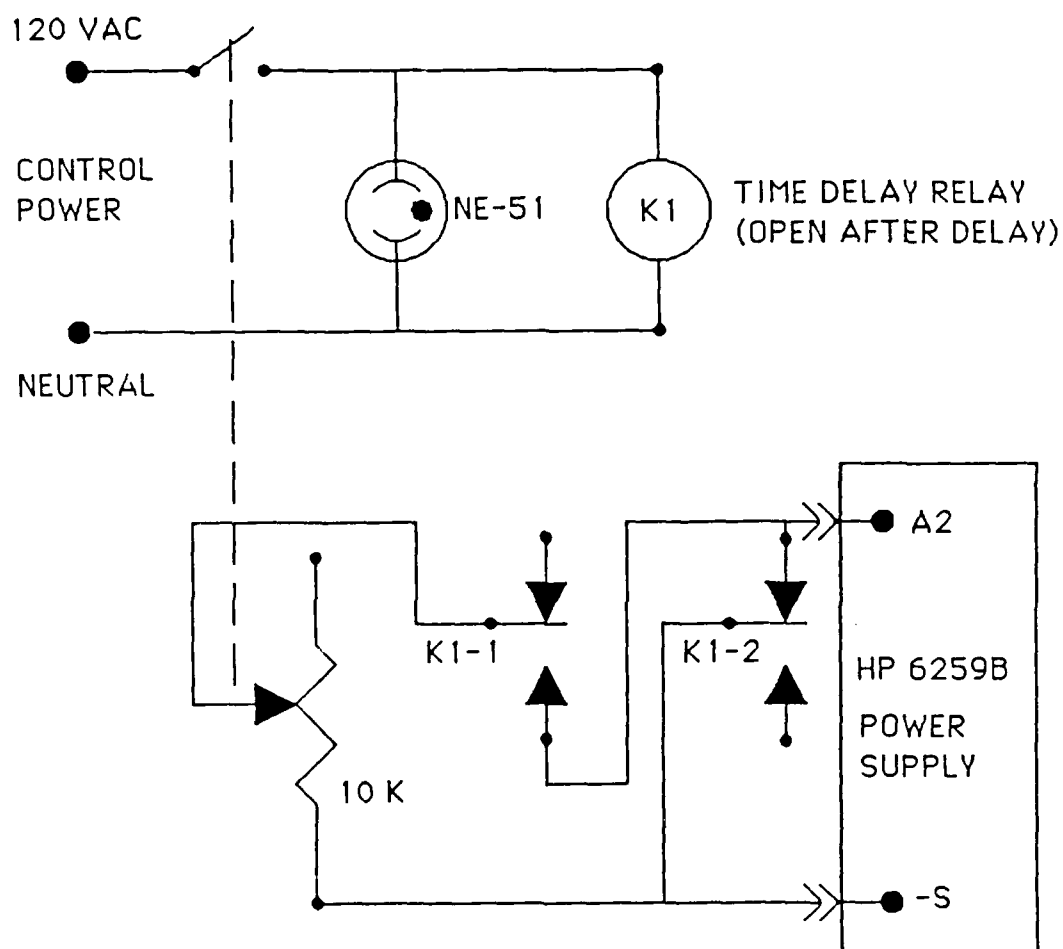 120 VAC
CONTROL
POWER
NE-51
K1
TIME DELAY RELAY
(OPEN AFTER DELAY)
NEUTRAL
A2
K1-1
K1-2
HP 6259B
POWER
SUPPLY
10 K
-S